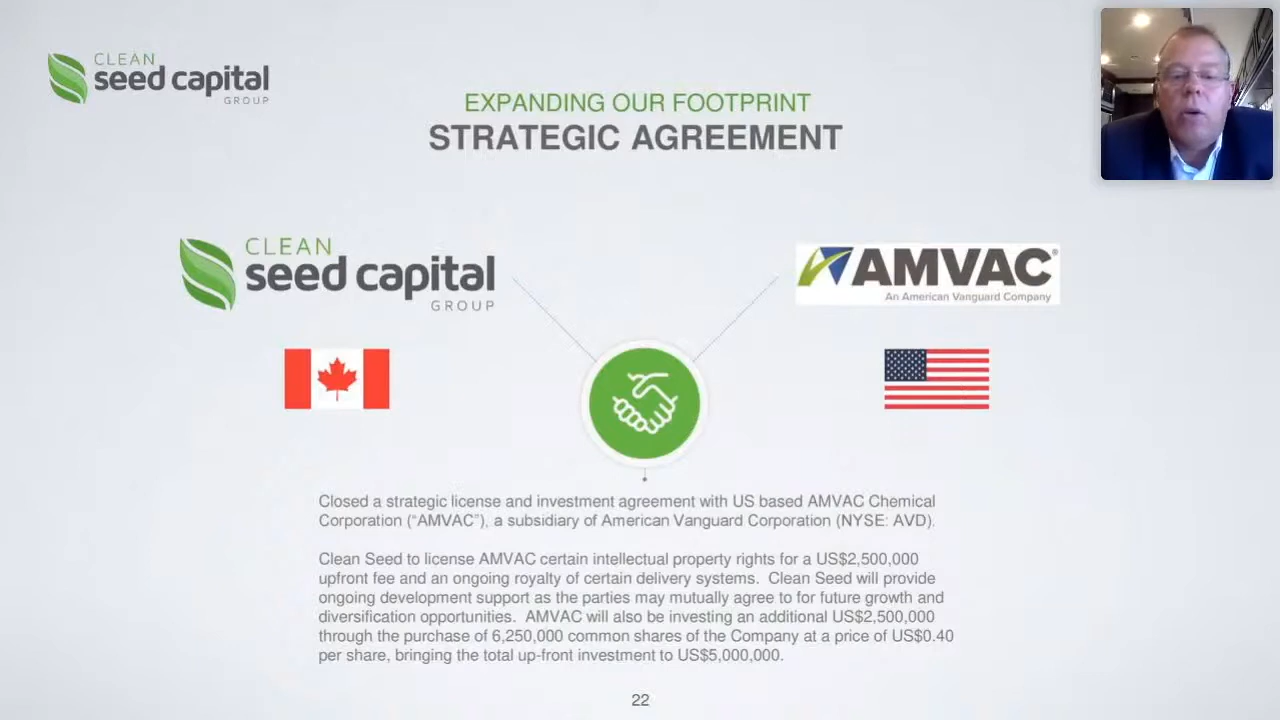 CLEAN
seed capital
GROUP
EXPANDING OUR FOOTPRINT
STRATEGIC AGREEMENT
CLEAN
seed capital
GROUP
AMVAC®
An American Vanguard Company
Closed a strategic license and investment agreement with US based AMVAC Chemical
Corporation (“AMVAC”), a subsidiary of American Vanguard Corporation (NYSE: AVD).
Clean Seed to license AMVAC certain intellectual property rights for a US$2,500,000
upfront fee and an ongoing royalty of certain delivery systems.  Clean Seed will provide
ongoing development support as the parties may mutually agree to for future growth and
diversification opportunities.  AMVAC will also be investing an additional US$2,500,000
through the purchase of 6,250,000 common shares of the Company at a price of US$0.40
per share, bringing the total up-front investment to US$5,000,000.
22